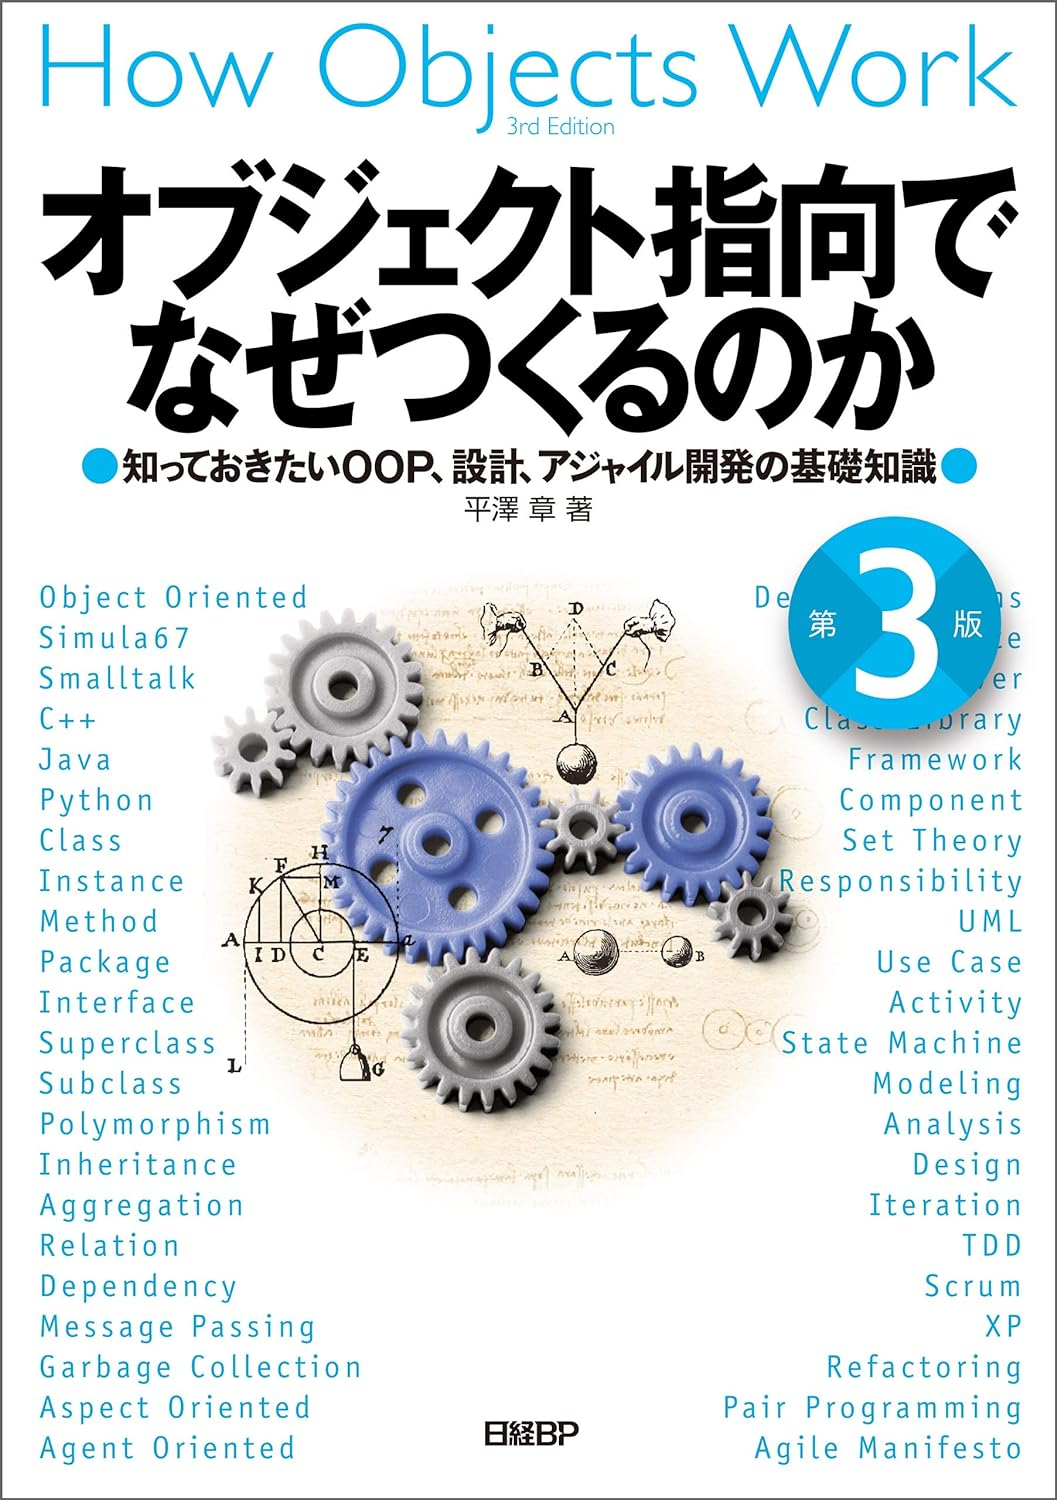 How Objects Work
3rd Edition
オブジェクト指向で
なぜつくるのか
●知っておきたいOOP、設計、アジャイル開発の基礎知識●
平澤 章 著
第3版
Object Oriented
Simula67
Smalltalk
C++
Java
Python
Class
Instance
Method
Package
Interface
Superclass
Subclass
Polymorphism
Inheritance
Aggregation
Relation
Dependency
Message Passing
Garbage Collection
Aspect Oriented
Agent Oriented
Class Library
Framework
Component
Set Theory
Responsibility
UML
Use Case
Activity
State Machine
Modeling
Analysis
Design
Iteration
TDD
Scrum
XP
Refactoring
Pair Programming
Agile Manifesto
D
B C
A
7
H
F
K M
A I D C E a
L G
A B
日経BP